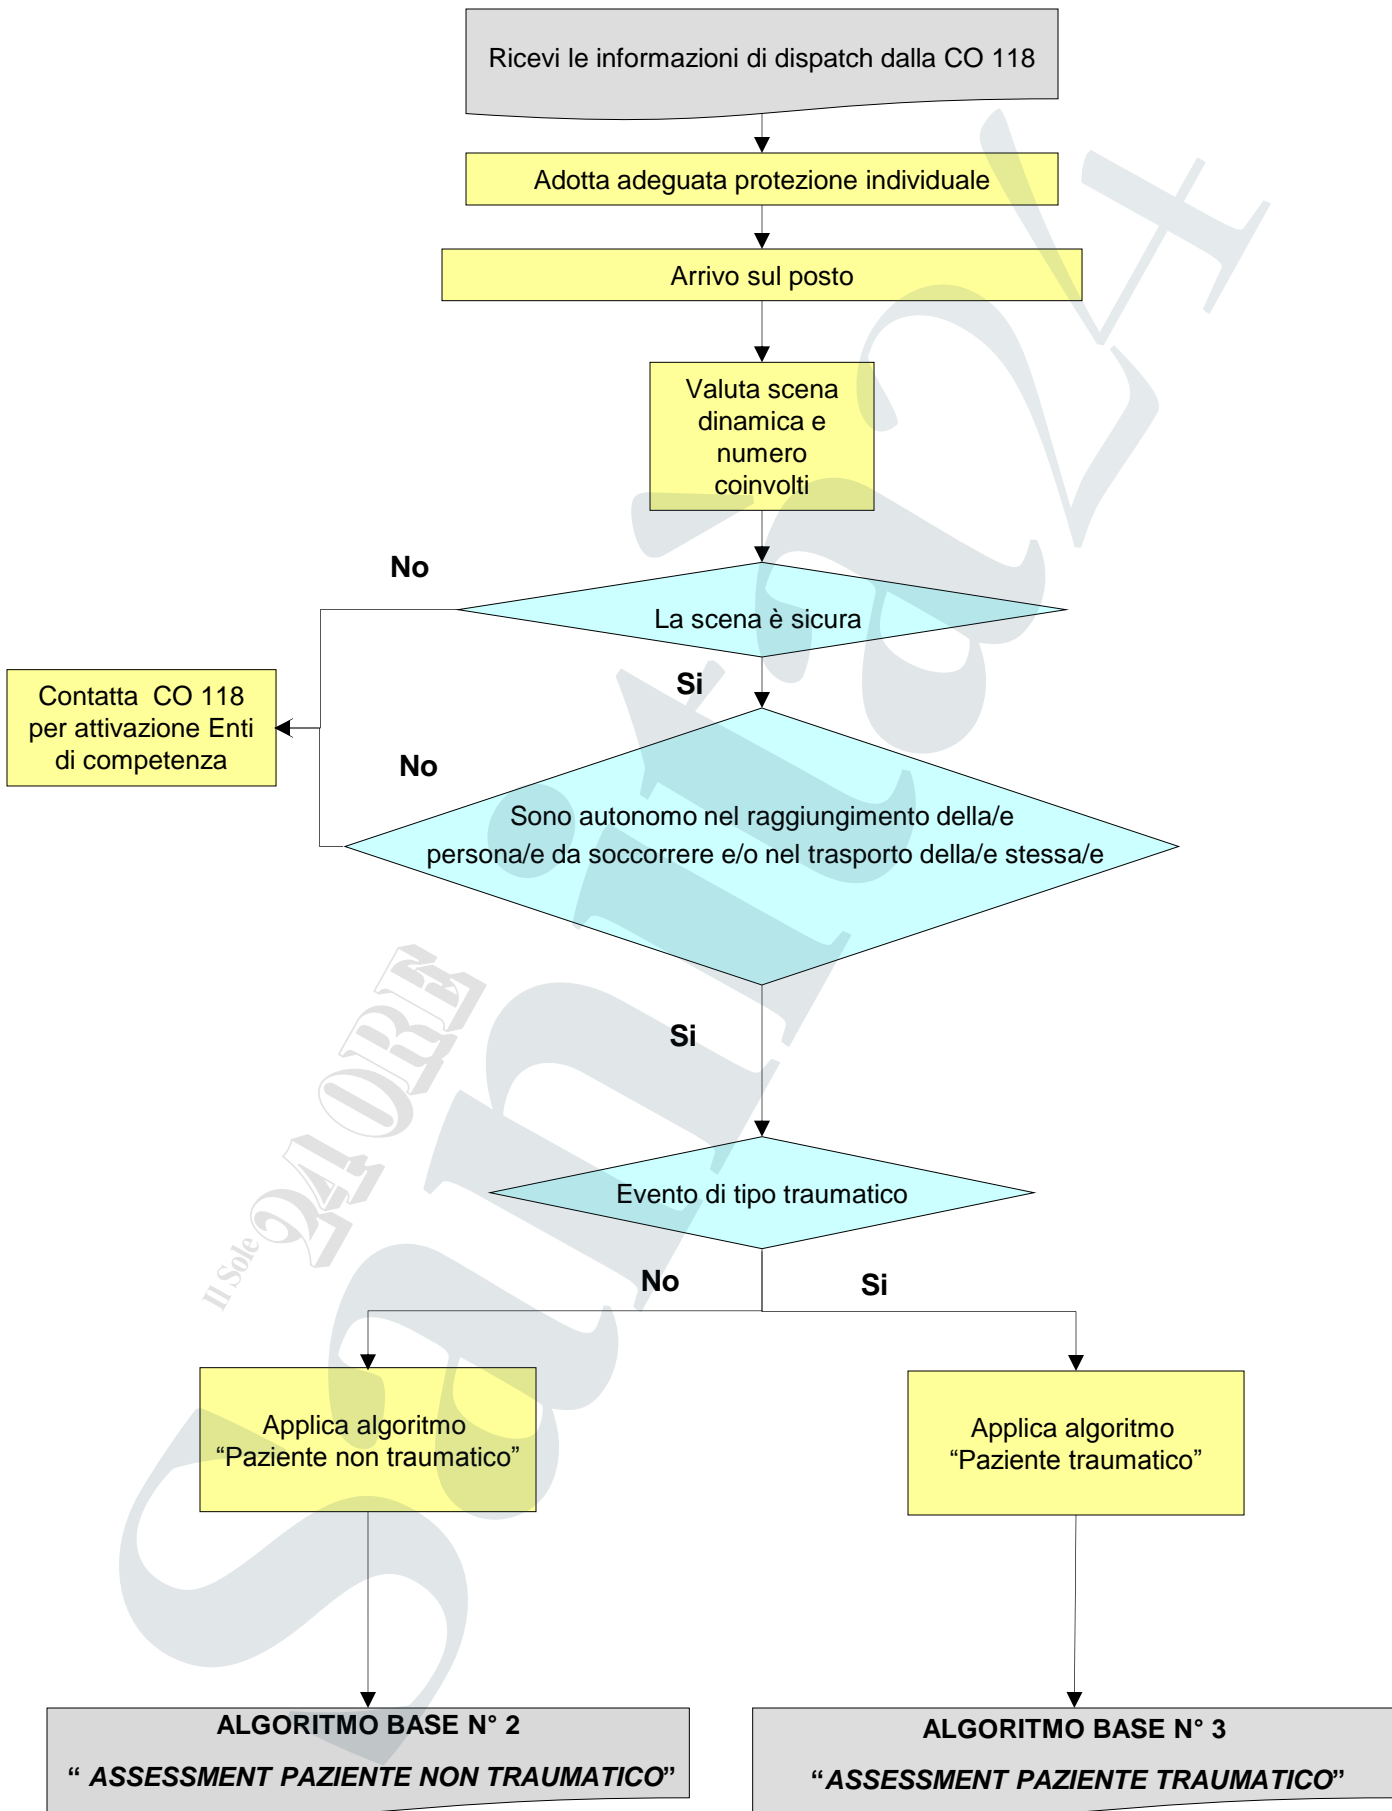 Ricevi le informazioni di dispatch dalla CO 118
Adotta adeguata protezione individuale
Arrivo sul posto
Valuta scena
dinamica e
numero
coinvolti
No
La scena è sicura
Si
Contatta CO 118
per attivazione Enti
di competenza
No
Sono autonomo nel raggiungimento della/e
persona/e da soccorrere e/o nel trasporto della/e stessa/e
Si
Evento di tipo traumatico
No
Si
Applica algoritmo
“Paziente non traumatico”
Applica algoritmo
“Paziente traumatico”
ALGORITMO BASE N° 2
“ ASSESSMENT PAZIENTE NON TRAUMATICO”
ALGORITMO BASE N° 3
“ASSESSMENT PAZIENTE TRAUMATICO”
Il Sole 24 ORE
Sanità24